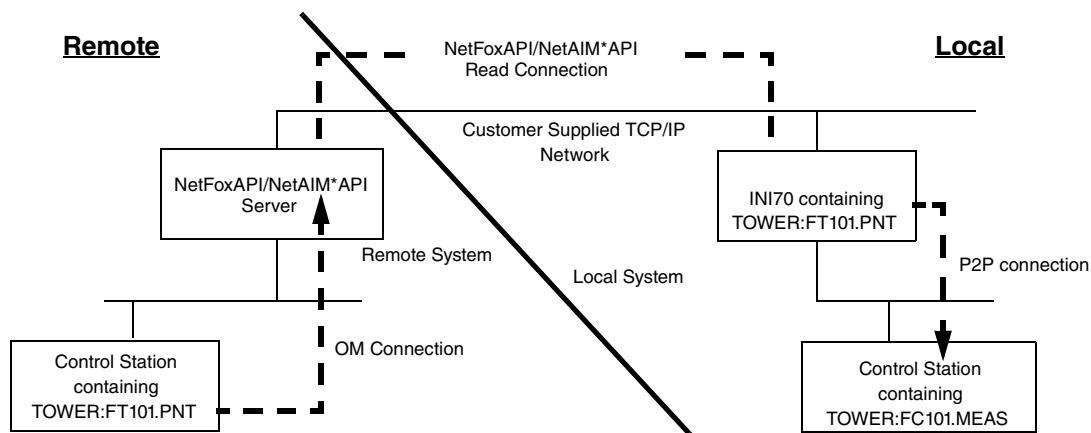 Remote
NetFoxAPI/NetAIM*API
Read Connection
Local
Customer Supplied TCP/IP
Network
NetFoxAPI/NetAIM*API
Server
INI70 containing
TOWER:FT101.PNT
Remote System
Local System
P2P connection
OM Connection
Control Station
containing
TOWER:FT101.PNT
Control Station
containing
TOWER:FC101.MEAS